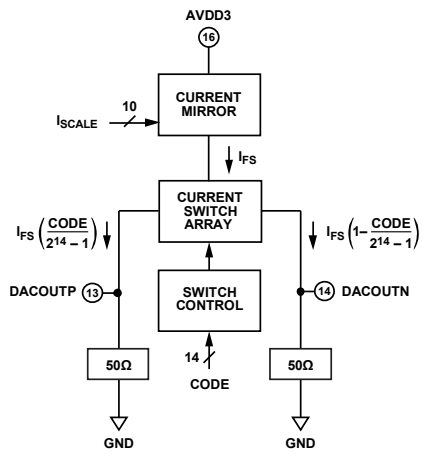 AVDD3
16
CURRENT
MIRROR
10
ISCALE
IFS
CURRENT
SWITCH
ARRAY
IFS(CODE/2^14 – 1)
IFS(1–CODE/2^14 – 1)
DACOUTP 13
SWITCH
CONTROL
14 DACOUTN
14
CODE
50Ω
50Ω
GND
GND